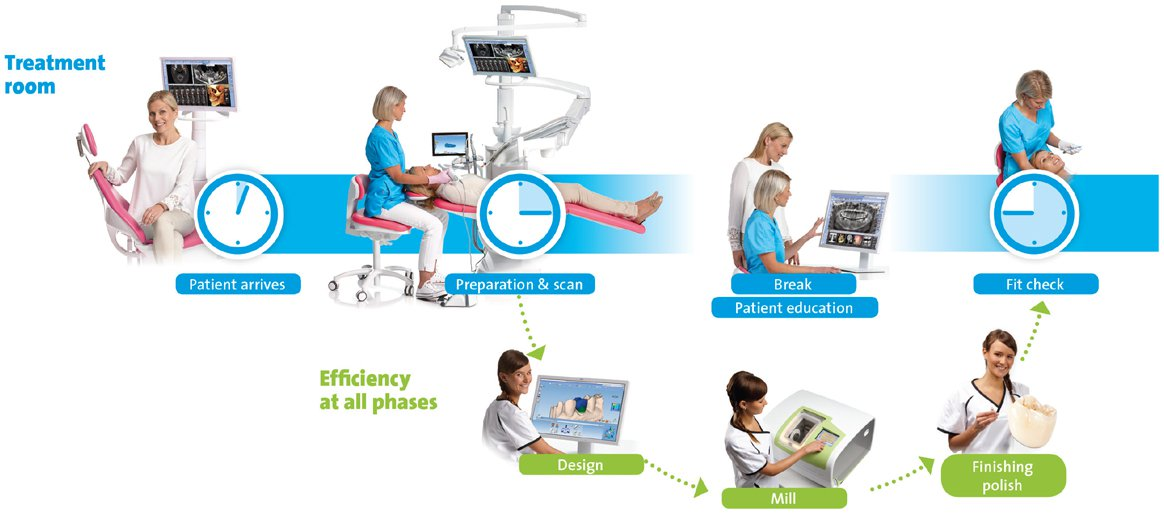 Treatment
room
Patient arrives
Preparation & scan
Break
Patient education
Fit check
Efficiency
at all phases
Design
Mill
Finishing
polish